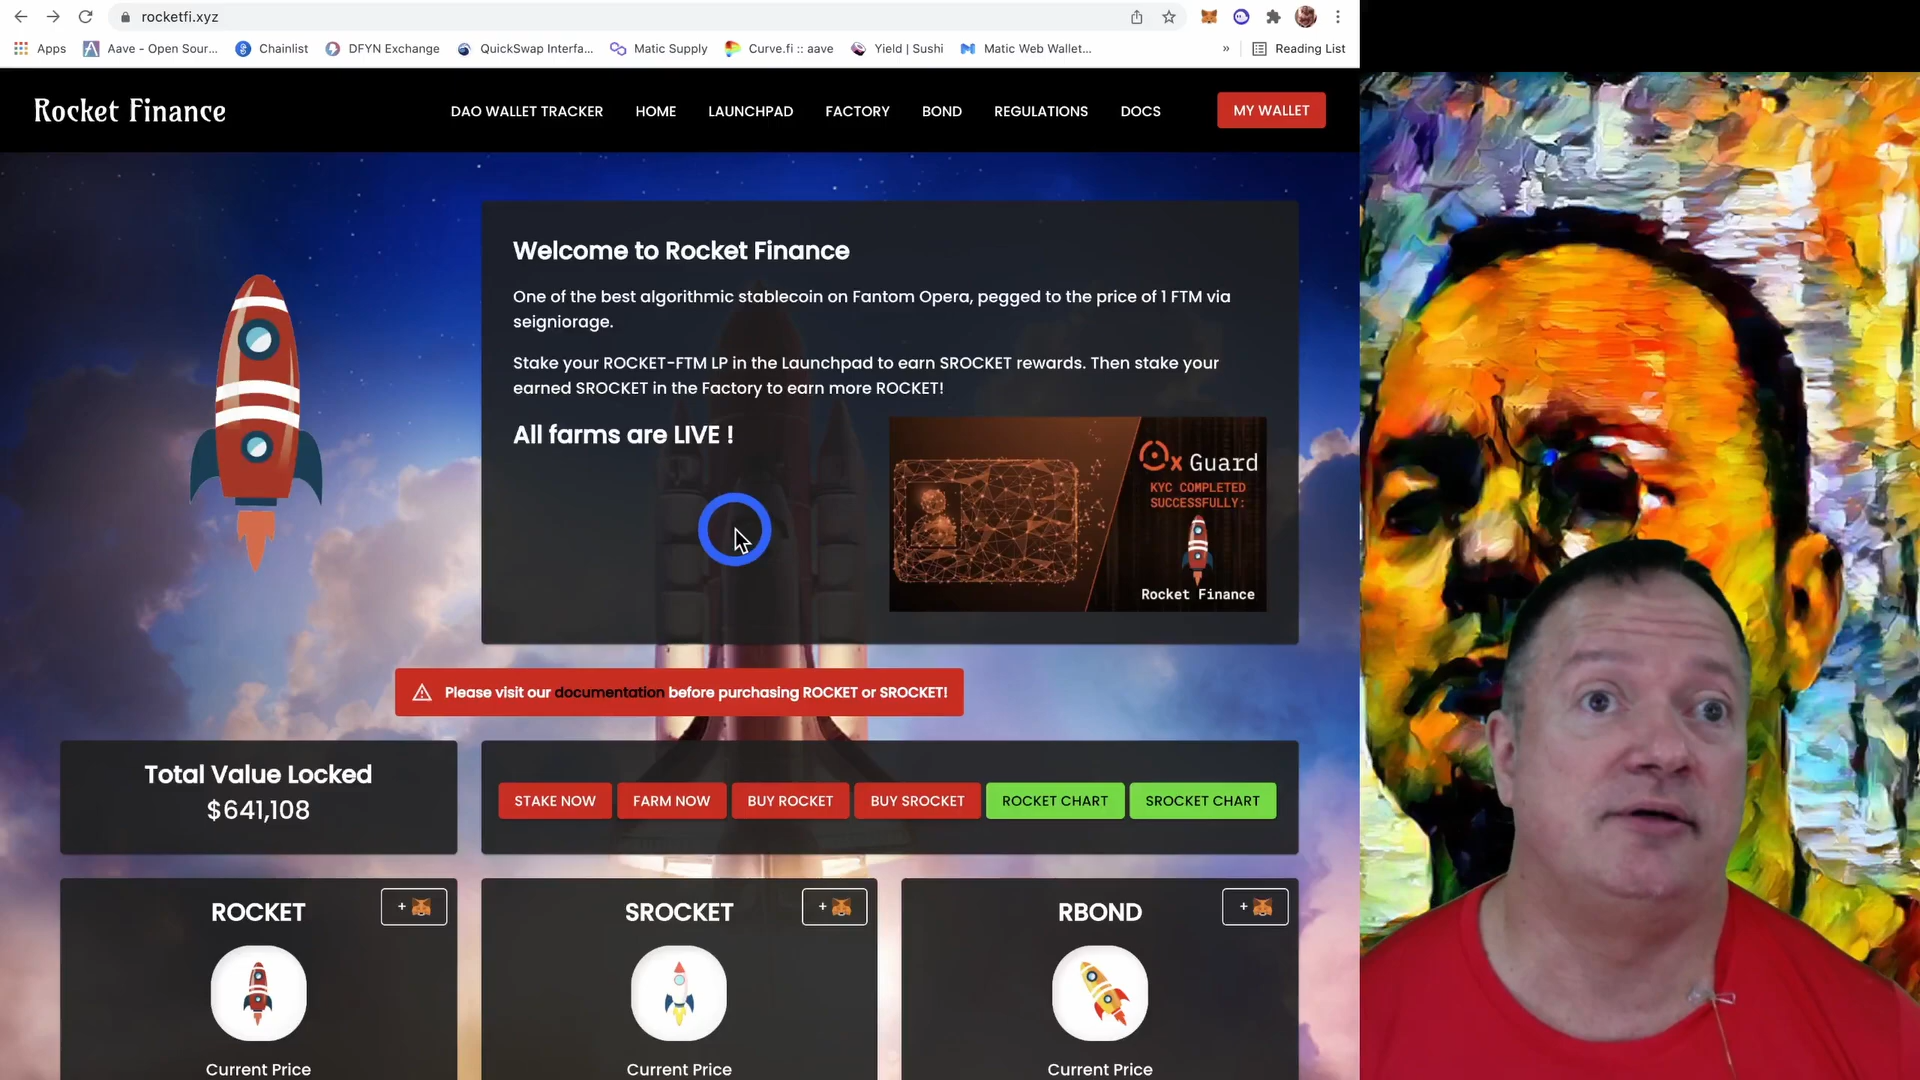 rocketfi.xyz
Apps
Aave - Open Sour...
Chainlist
DFYN Exchange
QuickSwap Interfa...
Matic Supply
Curve.fi :: aave
Yield | Sushi
Matic Web Wallet...
»
Reading List
Rocket Finance
DAO WALLET TRACKER
HOME
LAUNCHPAD
FACTORY
BOND
REGULATIONS
DOCS
MY WALLET
Welcome to Rocket Finance
One of the best algorithmic stablecoin on Fantom Opera, pegged to the price of 1 FTM via
seigniorage.
Stake your ROCKET-FTM LP in the Launchpad to earn SROCKET rewards. Then stake your
earned SROCKET in the Factory to earn more ROCKET!
All farms are LIVE !
x Guard
KYC COMPLETED
SUCCESSFULLY:
Rocket Finance
Please visit our documentation before purchasing ROCKET or SROCKET!
Total Value Locked
$641,108
STAKE NOW
FARM NOW
BUY ROCKET
BUY SROCKET
ROCKET CHART
SROCKET CHART
ROCKET
+
SROCKET
+
RBOND
+
Current Price
Current Price
Current Price